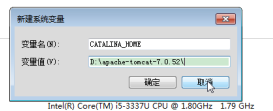 新建系统变量
变量名(N): CATALINA_HOME
变量值(V): D:\apache-tomcat-7.0.52\
确定 取消
Intel(R) Core(TM) i5-3337U CPU @ 1.80GHz 1.79 GHz